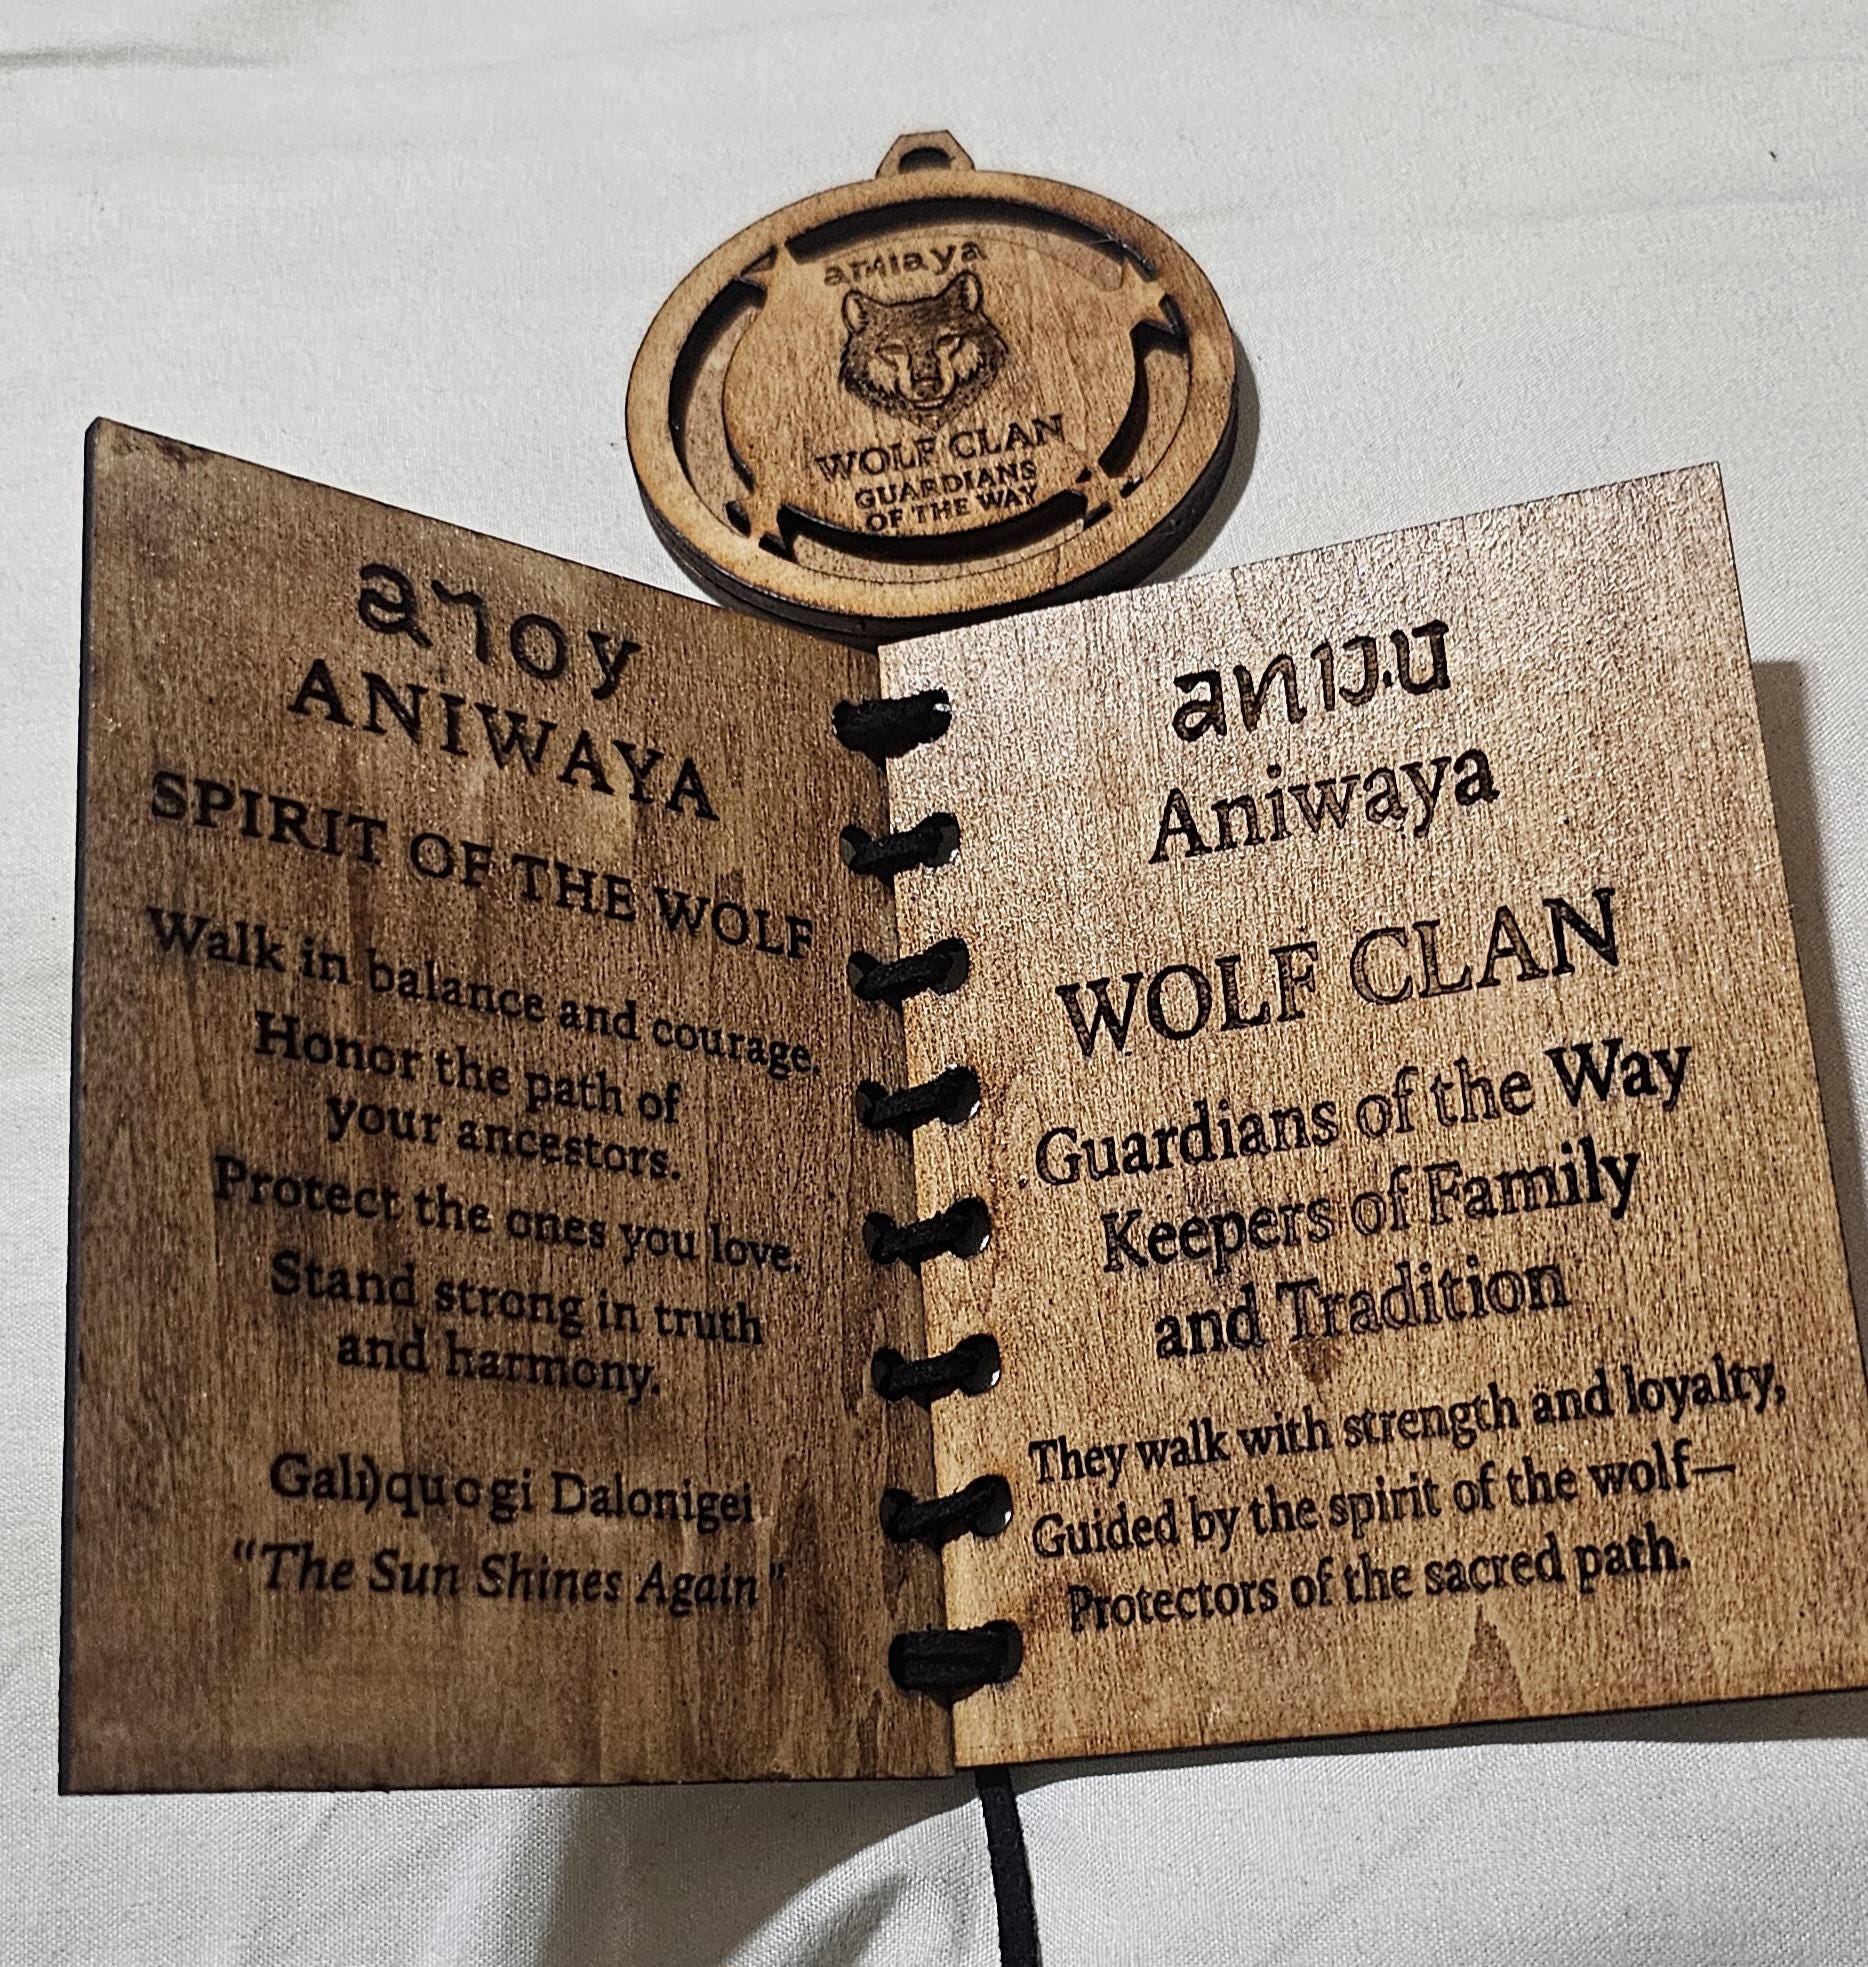 WOLF CLAN
GUARDIANS
OF THE WAY
ANIWAYA
SPIRIT OF THE WOLF
Walk in balance and courage.
Honor the path of
your ancestors.
Protect the ones you love.
Stand strong in truth
and harmony.
Dalonigei
"The Sun Shines Again"
Aniwaya
WOLF CLAN
Guardians of the Way
Keepers of Family
and Tradition
They walk with strength and loyalty,
Guided by the spirit of the wolf—
Protectors of the sacred path.